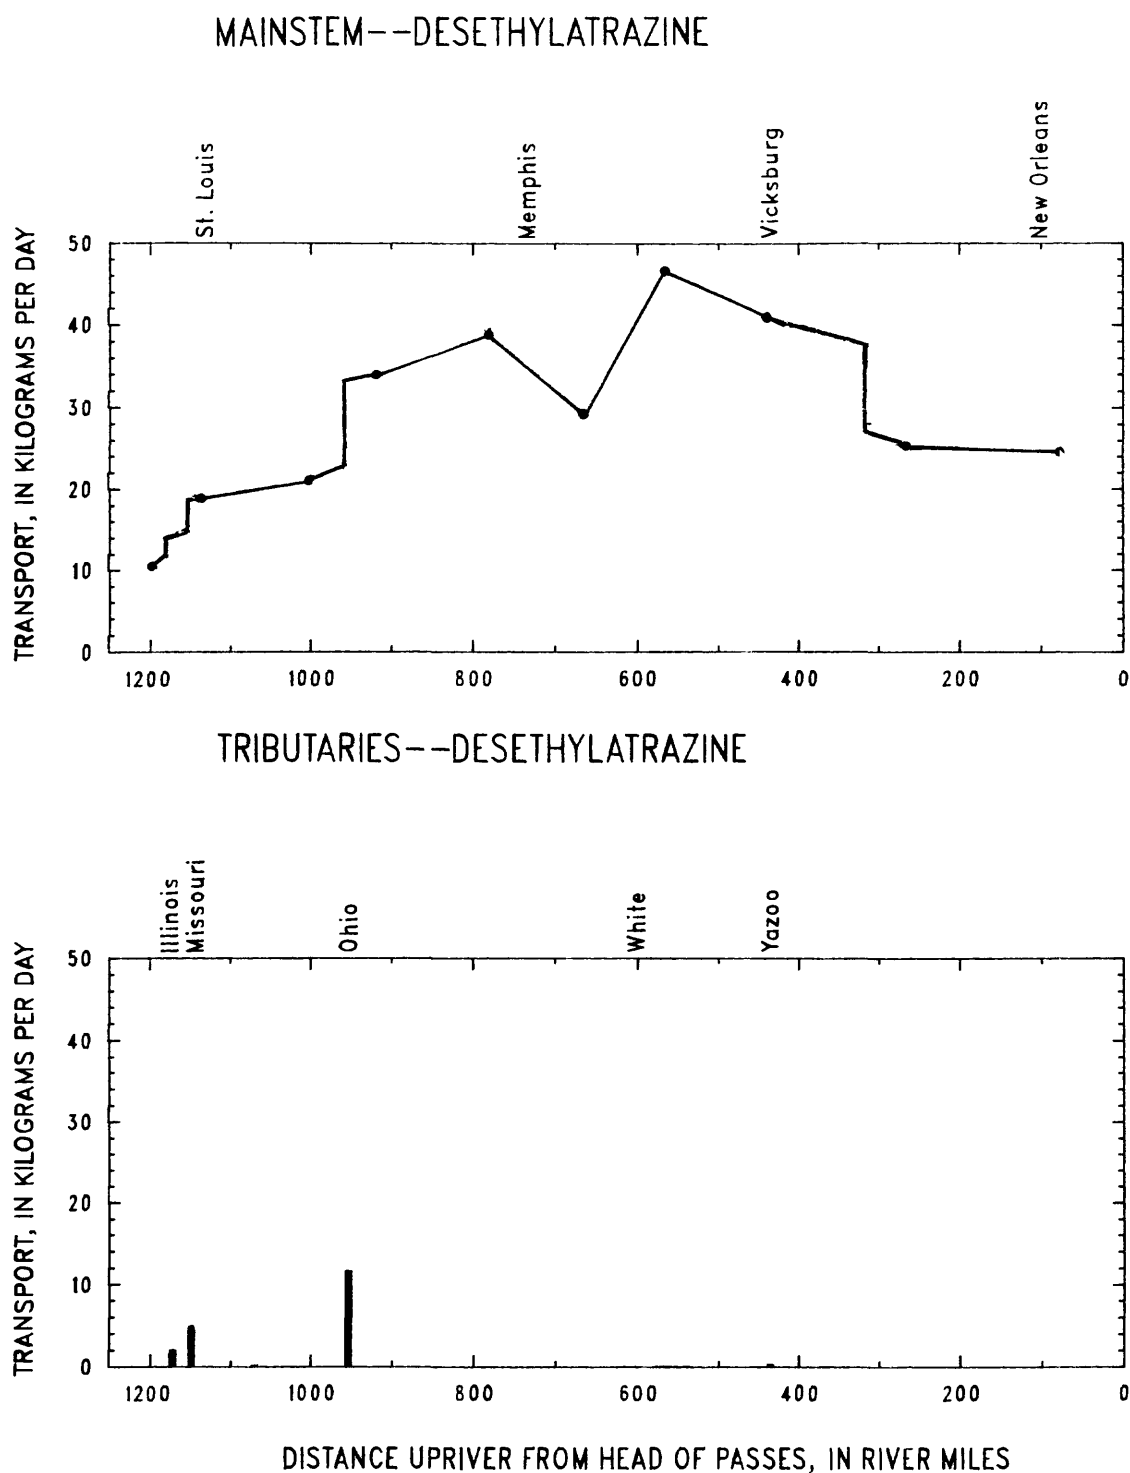 MAINSTEM--DESETHYLATRAZINE
St. Louis
Memphis
Vicksburg
New Orleans
TRANSPORT, IN KILOGRAMS PER DAY
50
40
30
20
10
0
1200 1000 800 600 400 200 0
TRIBUTARIES--DESETHYLATRAZINE
Illinois
Missouri
Ohio
White
Yazoo
TRANSPORT, IN KILOGRAMS PER DAY
50
40
30
20
10
0
1200 1000 800 600 400 200 0
DISTANCE UPRIVER FROM HEAD OF PASSES, IN RIVER MILES